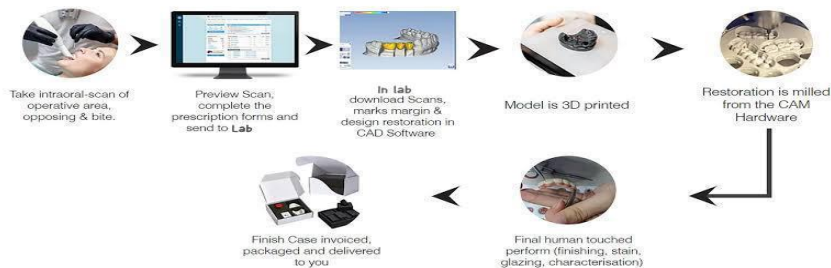 Take intraoral-scan of
operative area,
opposing & bite.
Preview Scan,
complete the
prescription forms and
send to Lab
In lab
download Scans,
marks margin &
design restoration in
CAD Software
Model is 3D printed
Restoration is milled
from the CAM
Hardware
Final human touched
perform (finishing, stain,
glazing, characterisation)
Finish Case invoiced,
packaged and delivered
to you